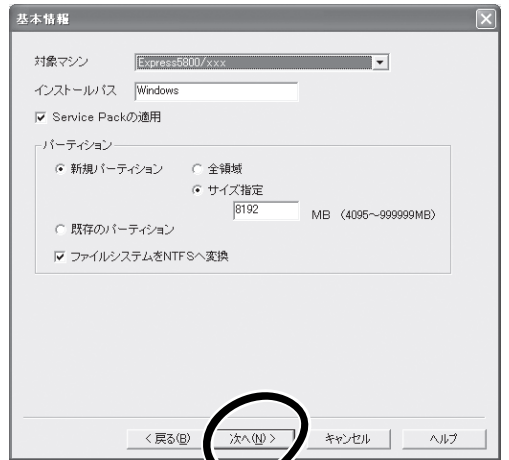 基本情報
対象マシン Express5800/xxx
インストールパス Windows
Service Packの適用
パーティション
新規パーティション 全領域
サイズ指定
8192 MB (4095～999999MB)
既存のパーティション
ファイルシステムをNTFSへ変換
< 戻る(B) 次へ(N) > キャンセル ヘルプ